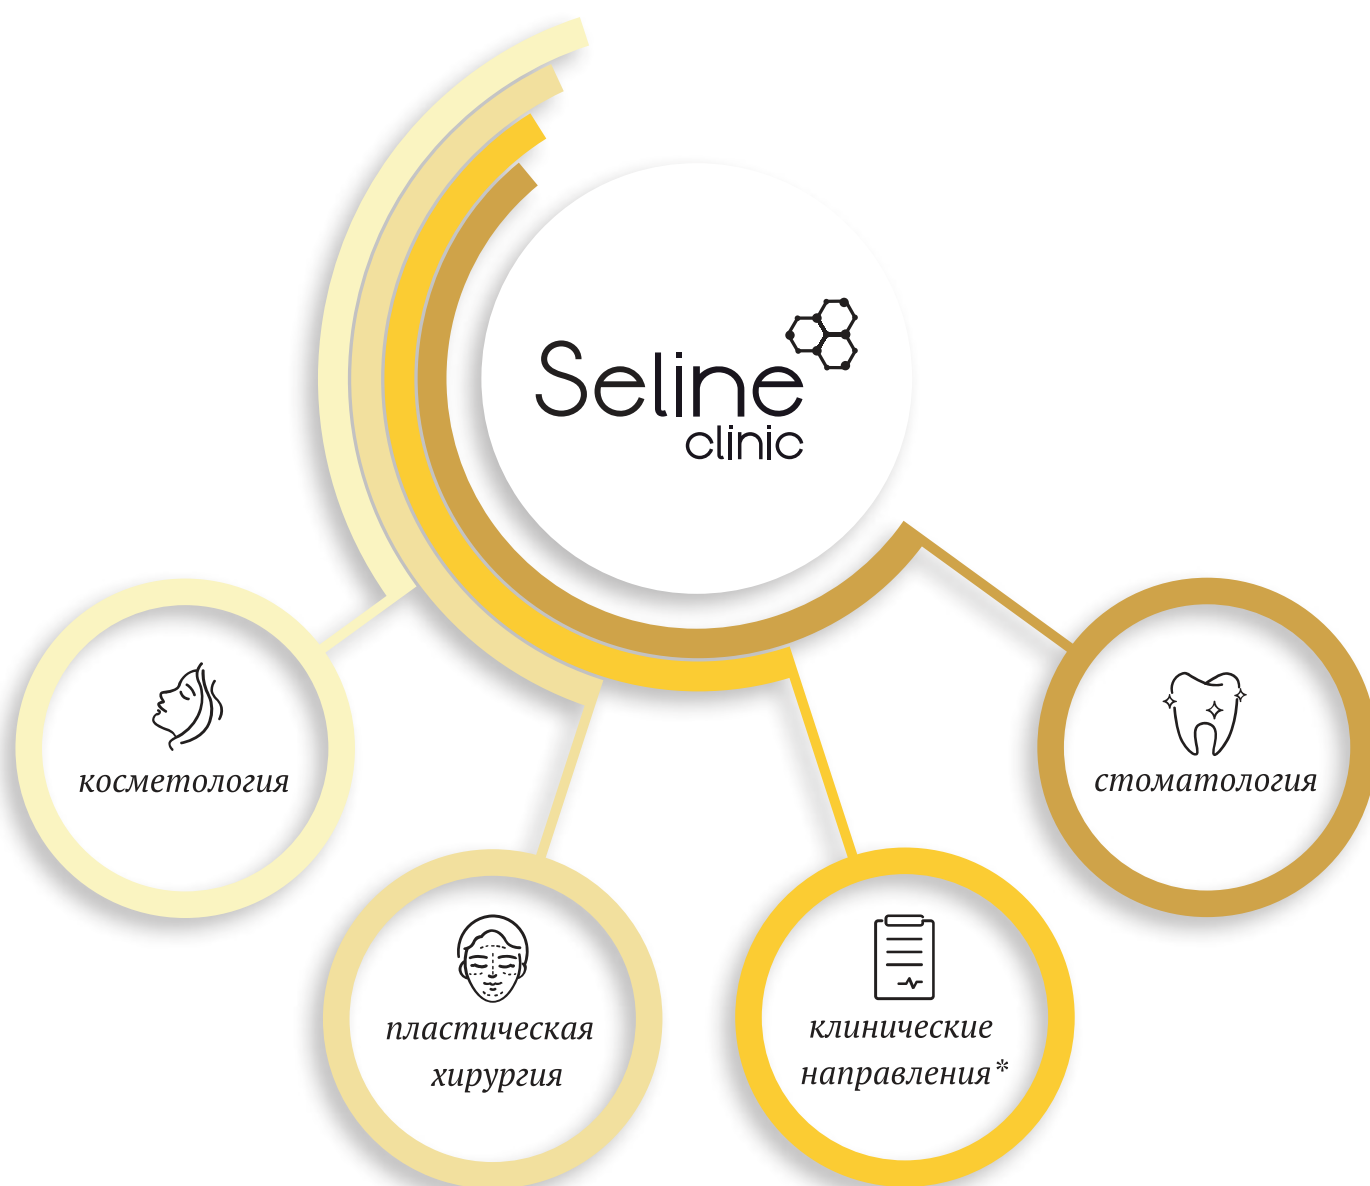 Seline
clinic
косметология
стоматология
пластическая
хирургия
клинические
направления*